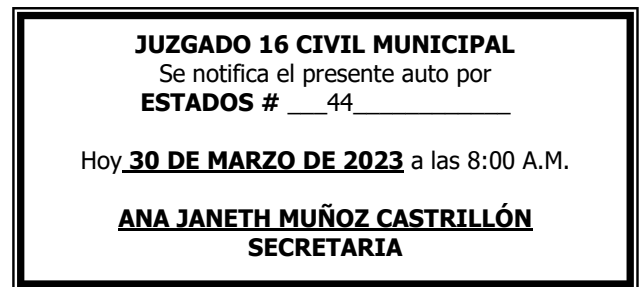 JUZGADO 16 CIVIL MUNICIPAL
Se notifica el presente auto por
ESTADOS # ___44____________
Hoy 30 DE MARZO DE 2023 a las 8:00 A.M.
ANA JANETH MUÑOZ CASTRILLÓN
SECRETARIA